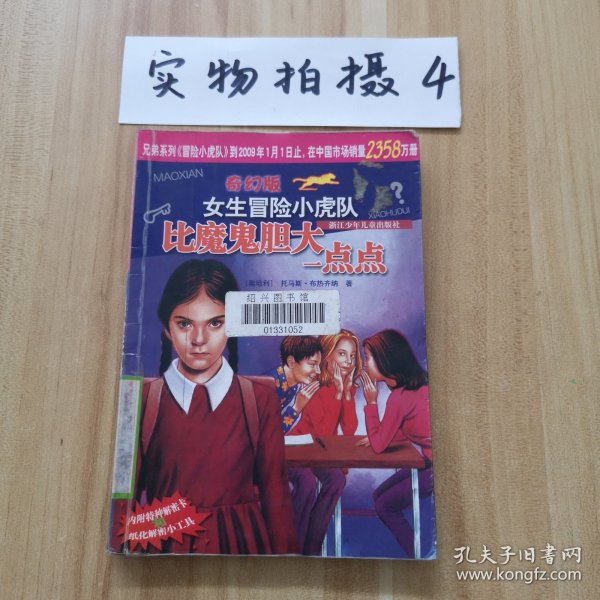 实物拍摄4
兄弟系列《冒险小虎队》到2009年1月1日止，在中国市场销量2358万册
MAOXIAN
奇幻版
?
XIAOHUDUI
女生冒险小虎队
浙江少年儿童出版社
比魔鬼胆大
一点点
[奥地利] 托马斯·布热齐纳 著
绍兴图书馆
01331052
内附特种解密卡
纸化解密小工具
孔夫子旧书网
www.kongfz.com